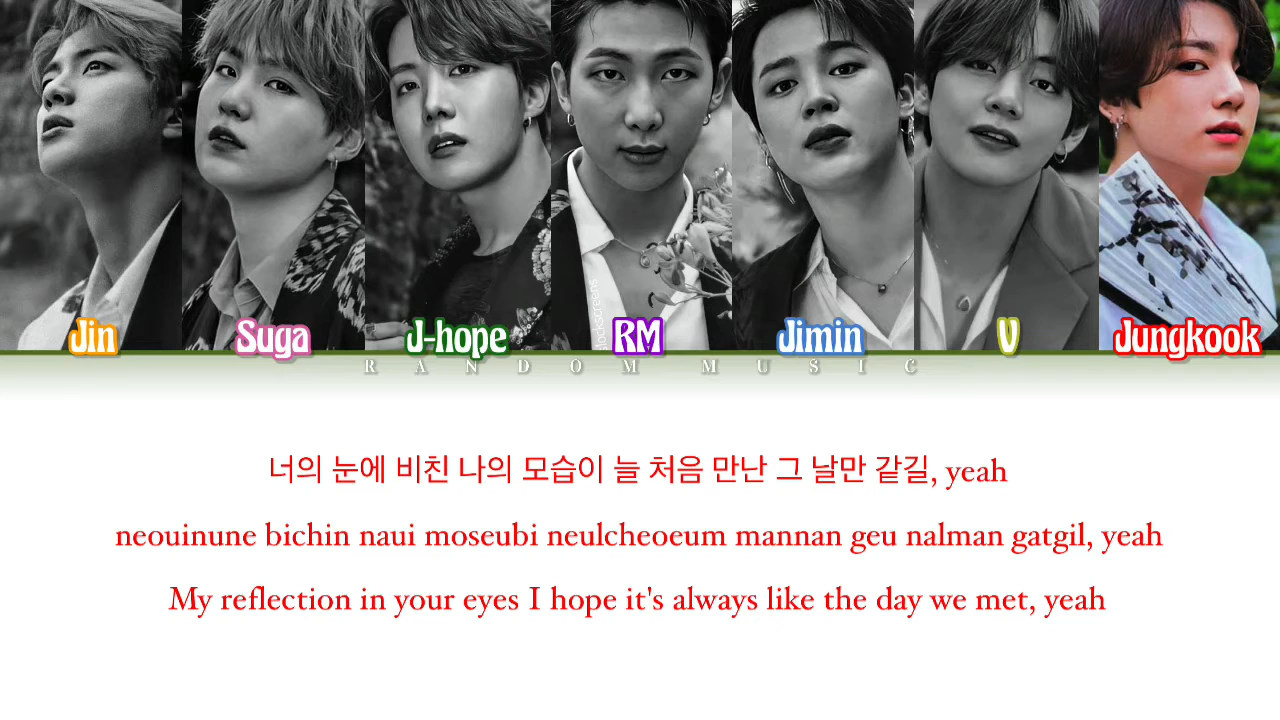 Jin Suga J-hope RM Jimin V Jungkook
RANDOM MUSIC
너의 눈에 비친 나의 모습이 늘 처음 만난 그 날만 같길, yeah
neouinune bichin naui moseubi neulcheoeum mannan geu nalman gatgil, yeah
My reflection in your eyes I hope it's always like the day we met, yeah